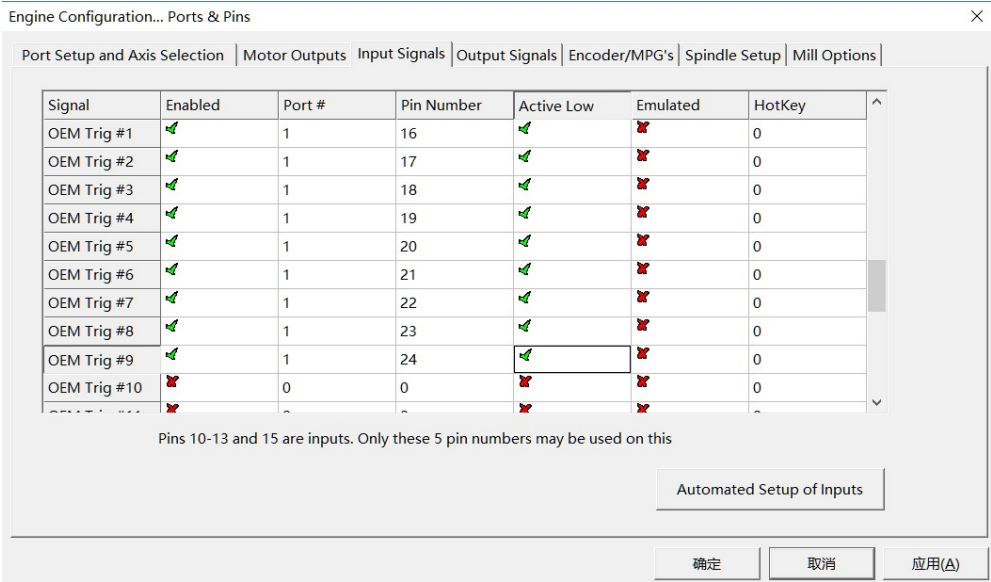 Engine Configuration... Ports & Pins
Port Setup and Axis Selection Motor Outputs Input Signals Output Signals Encoder/MPG's Spindle Setup Mill Options
Signal Enabled Port # Pin Number Active Low Emulated HotKey
OEM Trig #1 1 16 0
OEM Trig #2 1 17 0
OEM Trig #3 1 18 0
OEM Trig #4 1 19 0
OEM Trig #5 1 20 0
OEM Trig #6 1 21 0
OEM Trig #7 1 22 0
OEM Trig #8 1 23 0
OEM Trig #9 1 24 0
OEM Trig #10 0 0 0
Pins 10-13 and 15 are inputs. Only these 5 pin numbers may be used on this
Automated Setup of Inputs
确定 取消 应用(A)